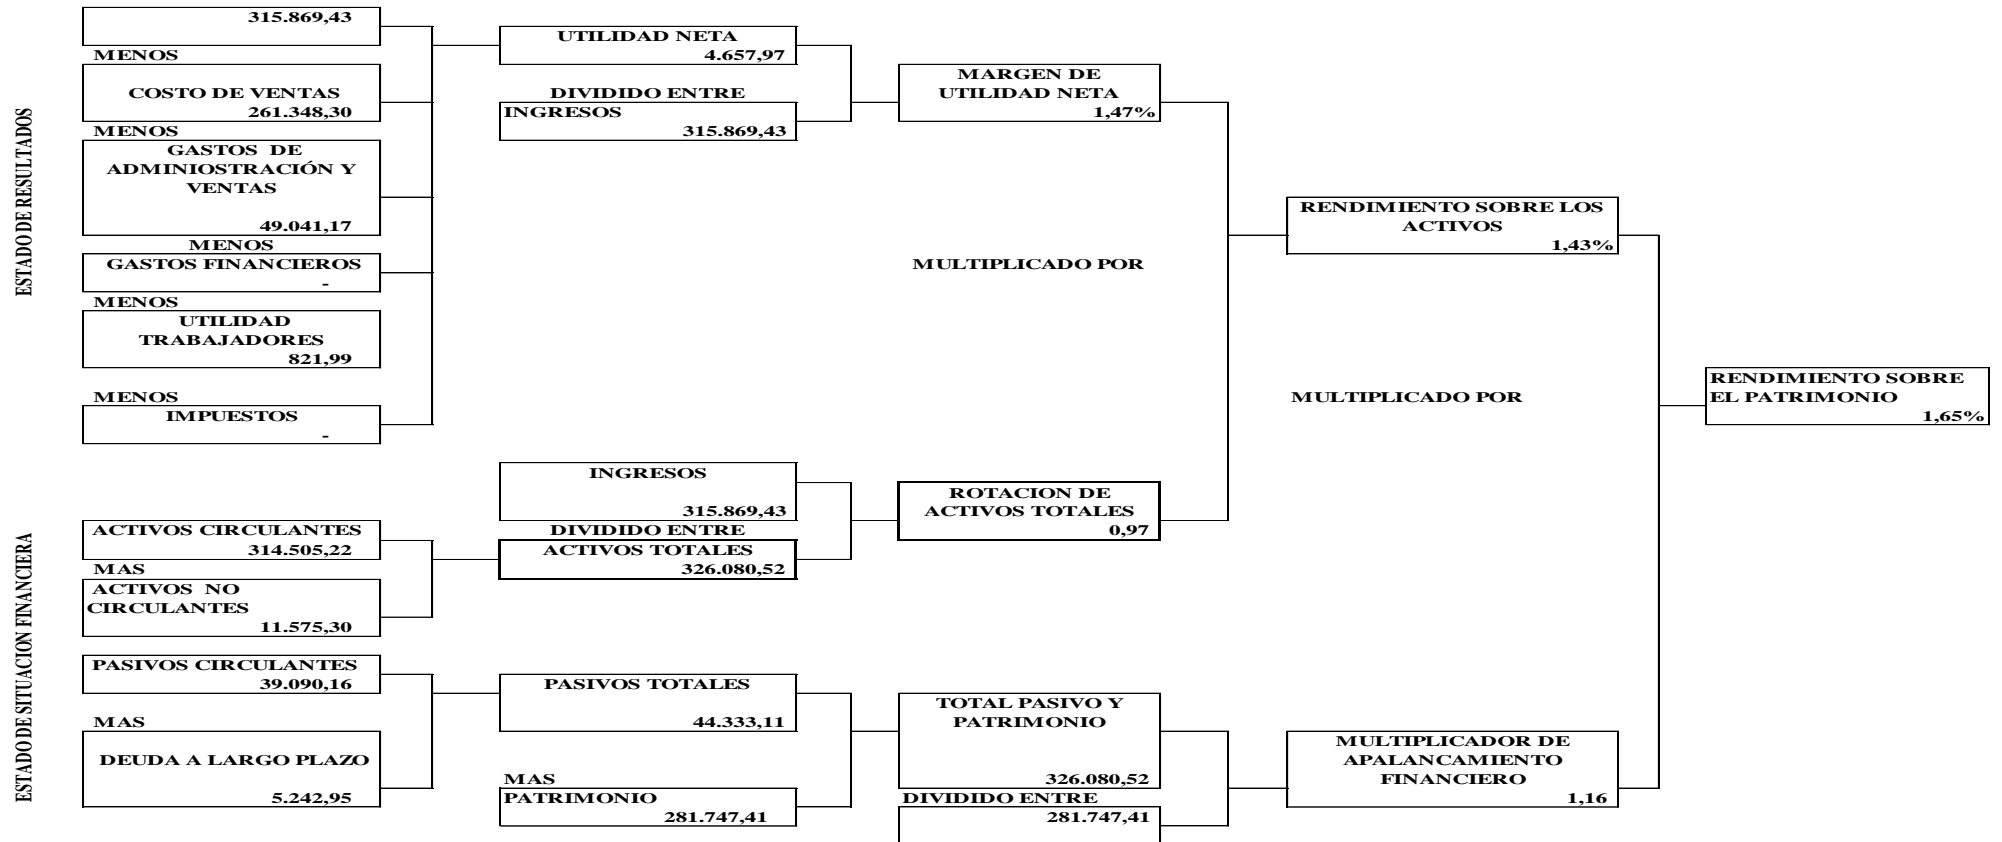 ESTADO DE RESULTADOS
315.869,43
MENOS
COSTO DE VENTAS
261.348,30
MENOS
GASTOS DE
ADMINIOSTRACIÓN Y
VENTAS
49.041,17
MENOS
GASTOS FINANCIEROS
-
MENOS
UTILIDAD
TRABAJADORES
821,99
MENOS
IMPUESTOS
-
UTILIDAD NETA
4.657,97
DIVIDIDO ENTRE
INGRESOS
315.869,43
MARGEN DE
UTILIDAD NETA
1,47%
MULTIPLICADO POR
RENDIMIENTO SOBRE LOS
ACTIVOS
1,43%
MULTIPLICADO POR
RENDIMIENTO SOBRE
EL PATRIMONIO
1,65%
ESTADO DE SITUACION FINANCIERA
ACTIVOS CIRCULANTES
314.505,22
MAS
ACTIVOS NO
CIRCULANTES
11.575,30
INGRESOS
315.869,43
DIVIDIDO ENTRE
ACTIVOS TOTALES
326.080,52
ROTACION DE
ACTIVOS TOTALES
0,97
PASIVOS CIRCULANTES
39.090,16
MAS
DEUDA A LARGO PLAZO
5.242,95
PASIVOS TOTALES
44.333,11
MAS
PATRIMONIO
281.747,41
TOTAL PASIVO Y
PATRIMONIO
326.080,52
DIVIDIDO ENTRE
281.747,41
MULTIPLICADOR DE
APALANCAMIENTO
FINANCIERO
1,16